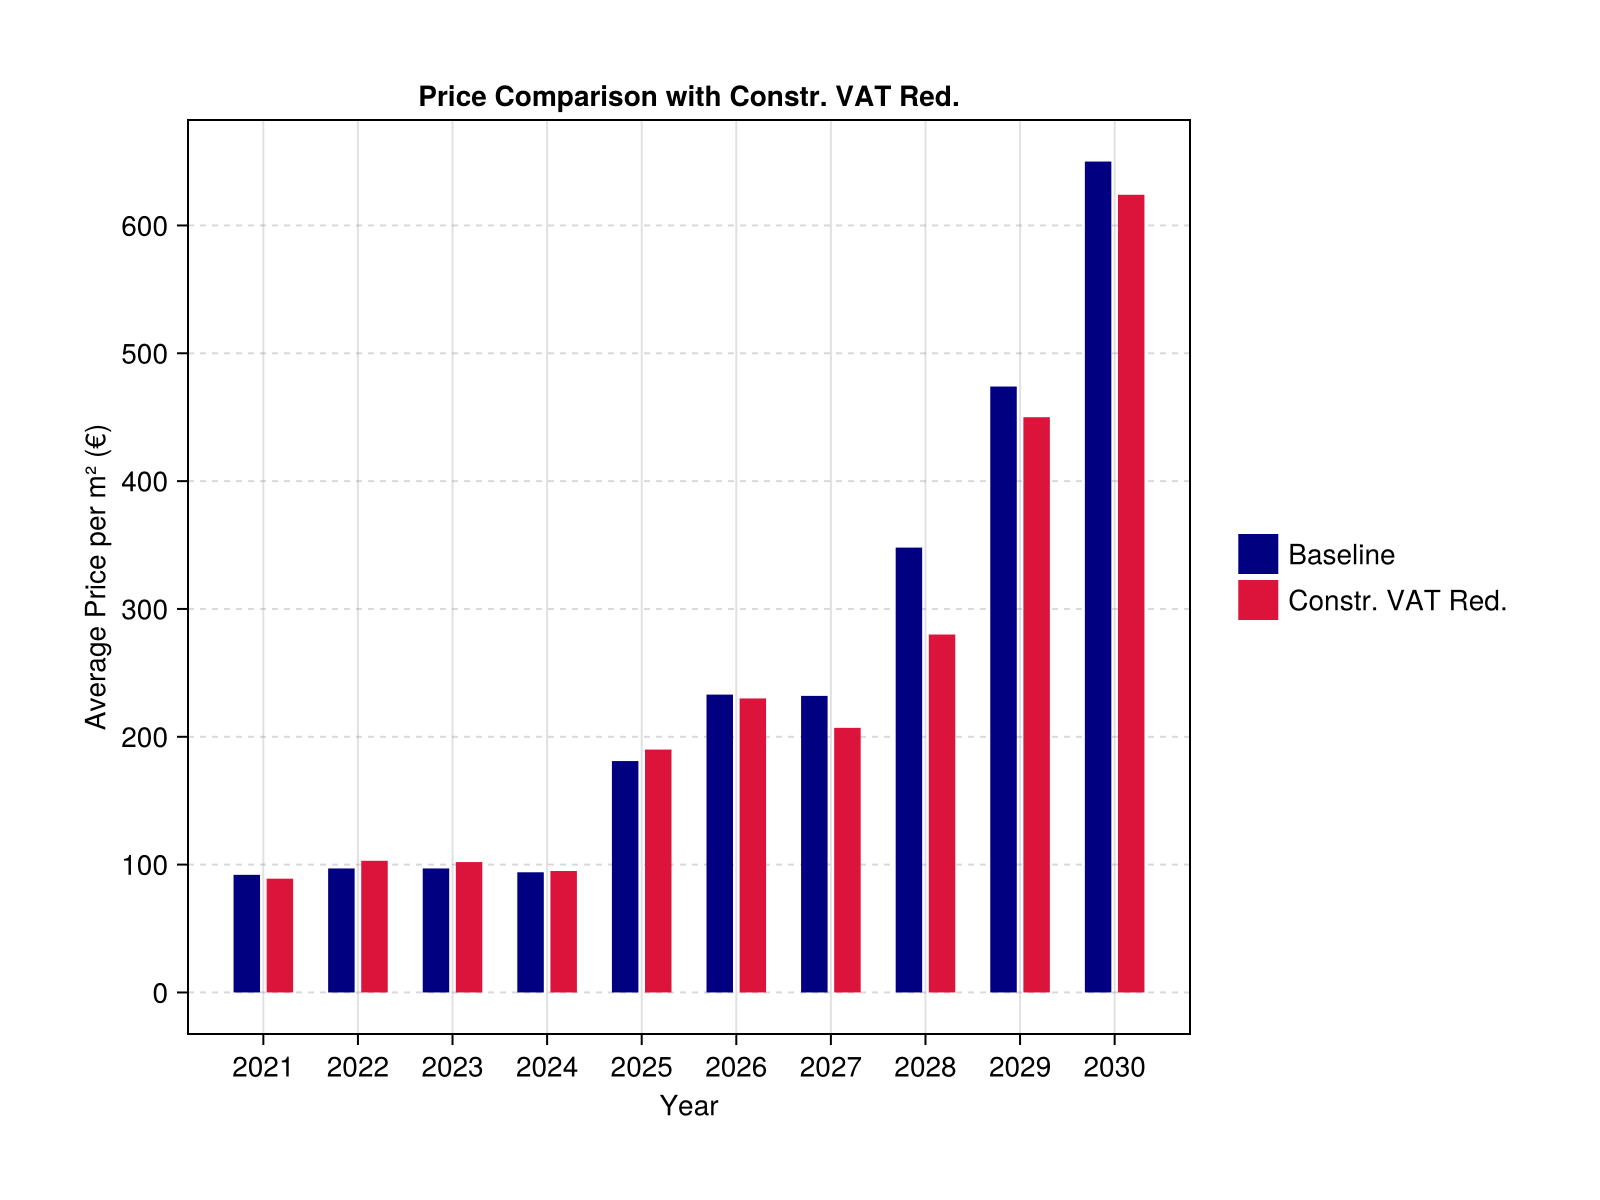 Price Comparison with Constr. VAT Red.
Average Price per m² (€)
600
500
400
300
200
100
0
2021 2022 2023 2024 2025 2026 2027 2028 2029 2030
Year
Baseline
Constr. VAT Red.